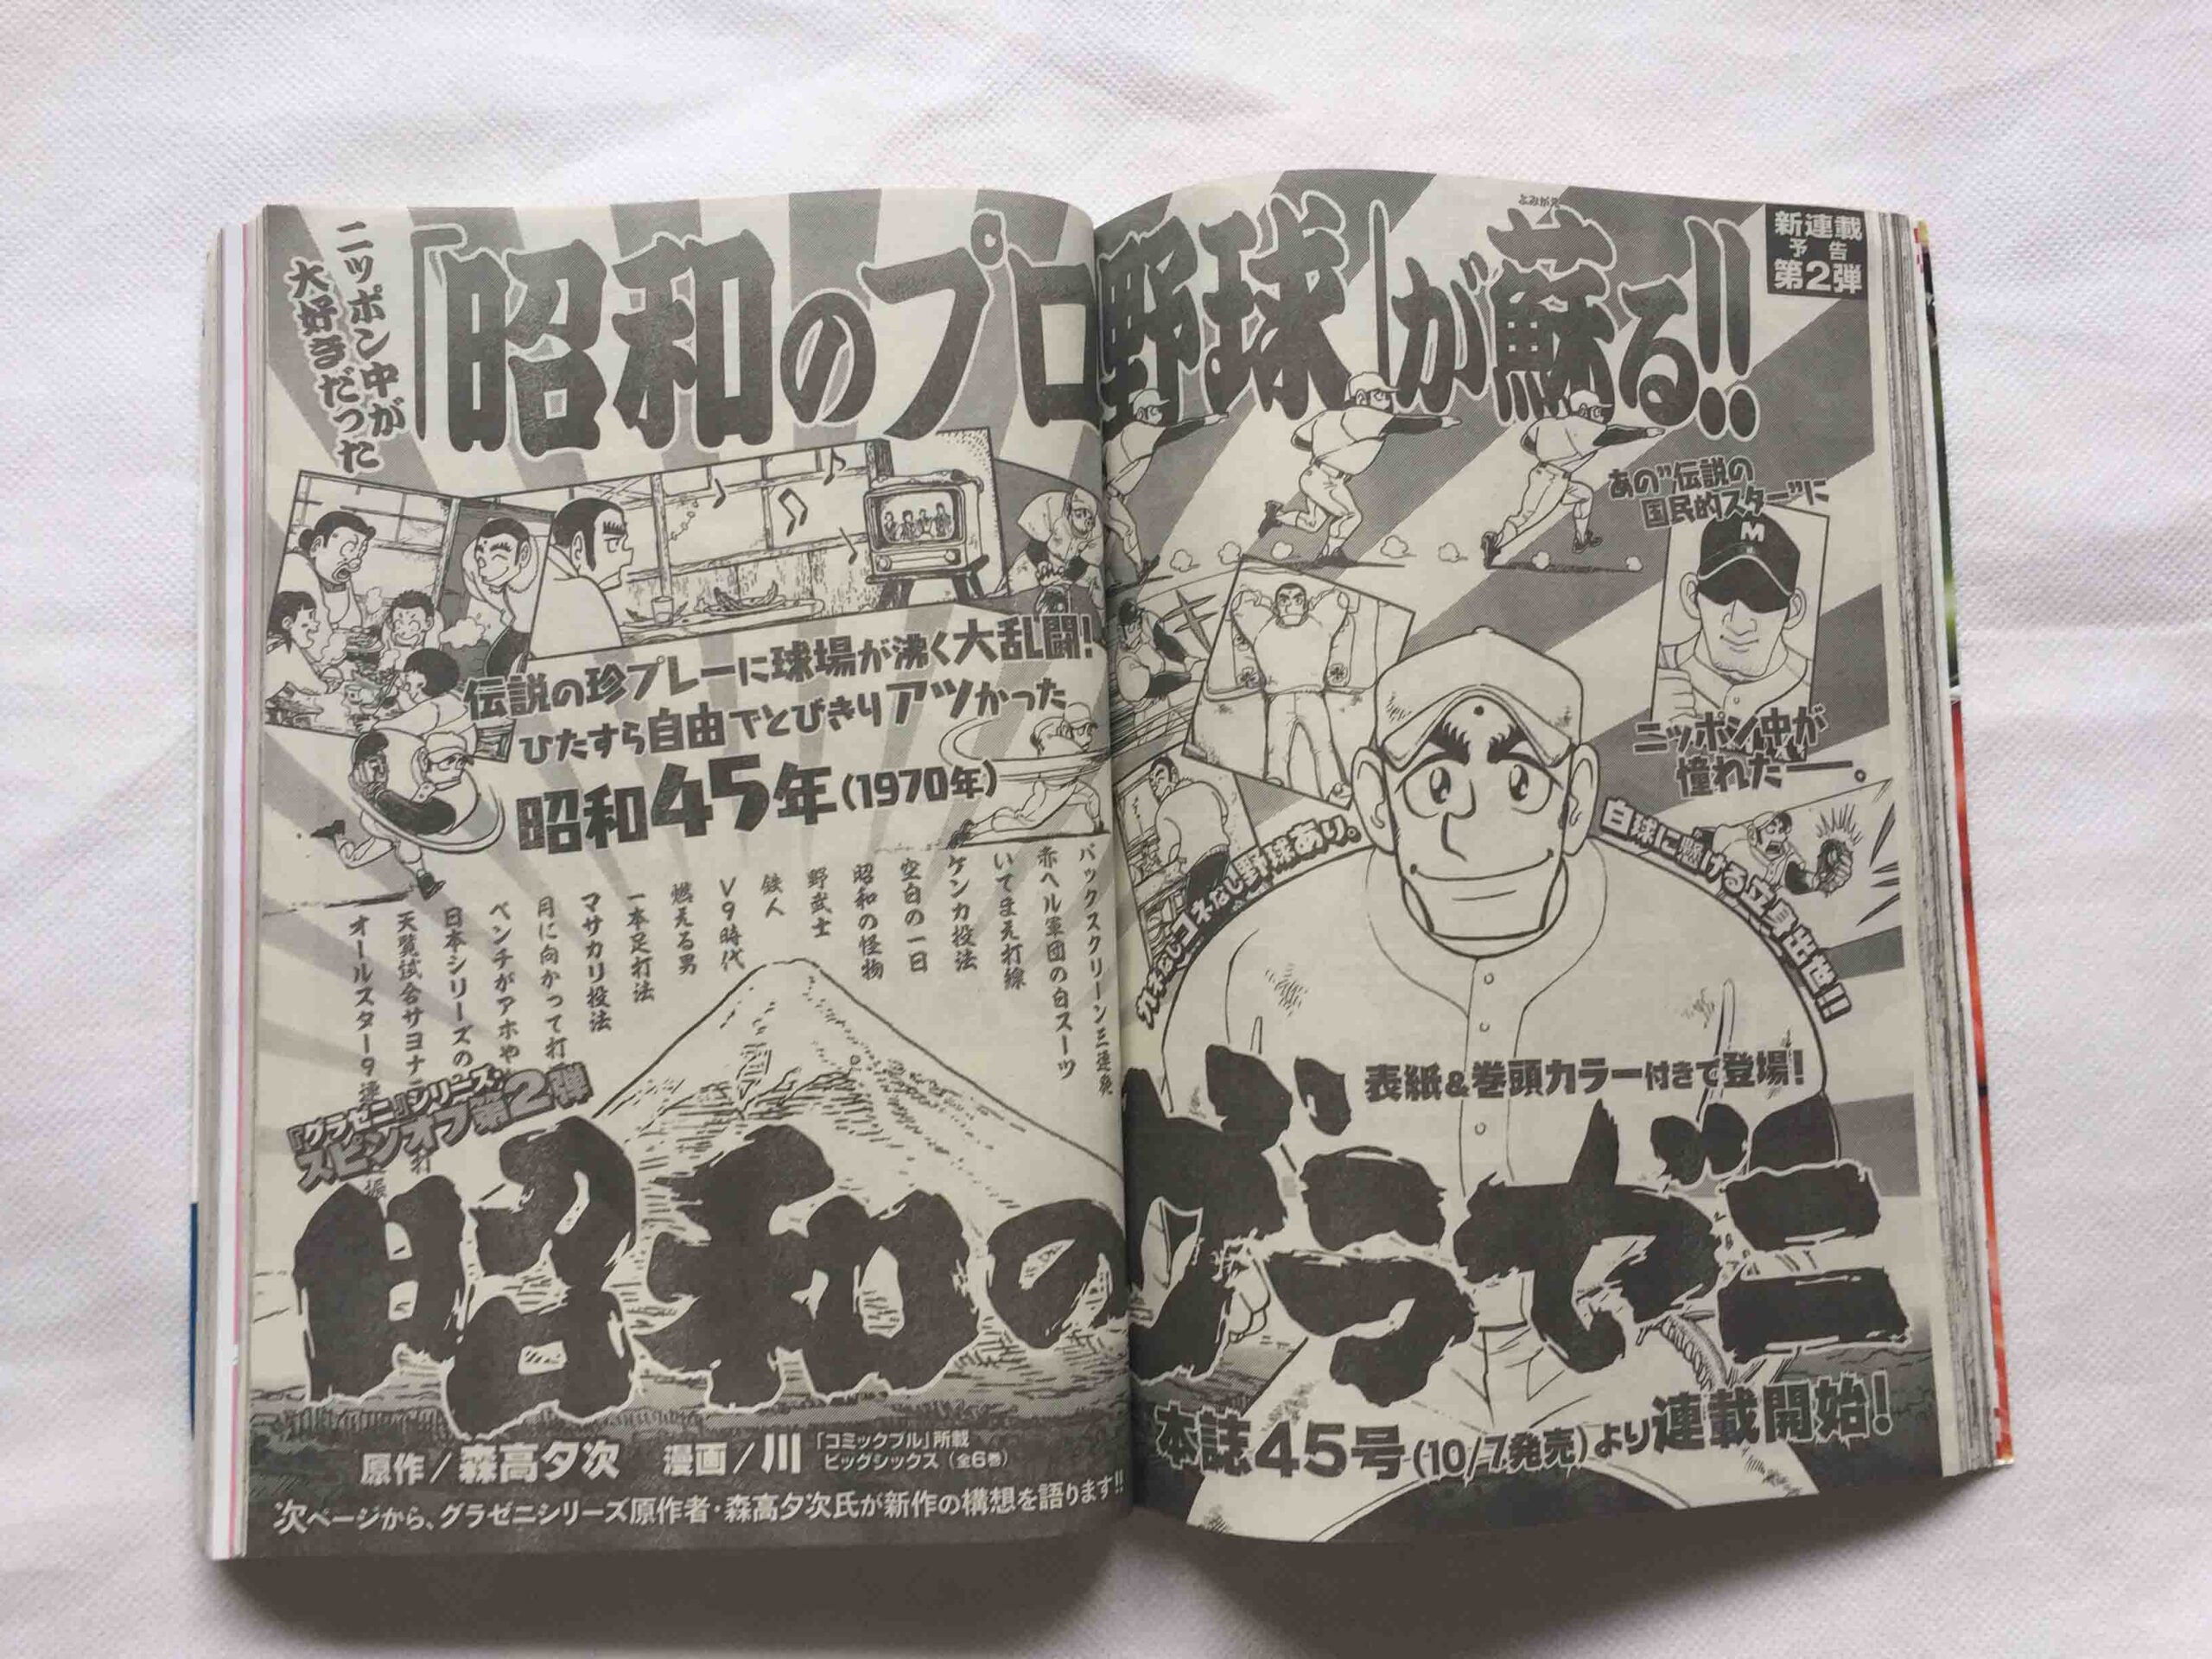 新連載
予告
第2弾
ニッポン中が
大好きだった
「昭和のプロ野球」が蘇る!!
あの"伝説の
国民的スター"に
M
ニッポン中が
憧れた――。
伝説の珍プレーに球場が沸く大乱闘!
ひたすら自由でとびきりアツかった
昭和45年(1970年)
白球に懸ける立身出世!!
カネなしコネなし野球あり。
バックスクリーン三連発
赤ヘル軍団の白スーツ
いてまえ打線
ケンカ投法
空白の一日
昭和の怪物
野武士
鉄人
V9時代
燃える男
一本足打法
マサカリ投法
月に向かって打
ベンチがアホや
日本シリーズの
天覧試合サヨナラ
オールスター9連
振
表紙&巻頭カラー付きで登場!
『グラゼニ』シリーズ・
スピンオフ第2弾
昭和のグラゼニ
原作/森高夕次 漫画/川
「コミックブル」所載
ビッグシックス(全6巻)
本誌45号(10/7発売)より連載開始!
次ページから、グラゼニシリーズ原作者・森高夕次氏が新作の構想を語ります!!